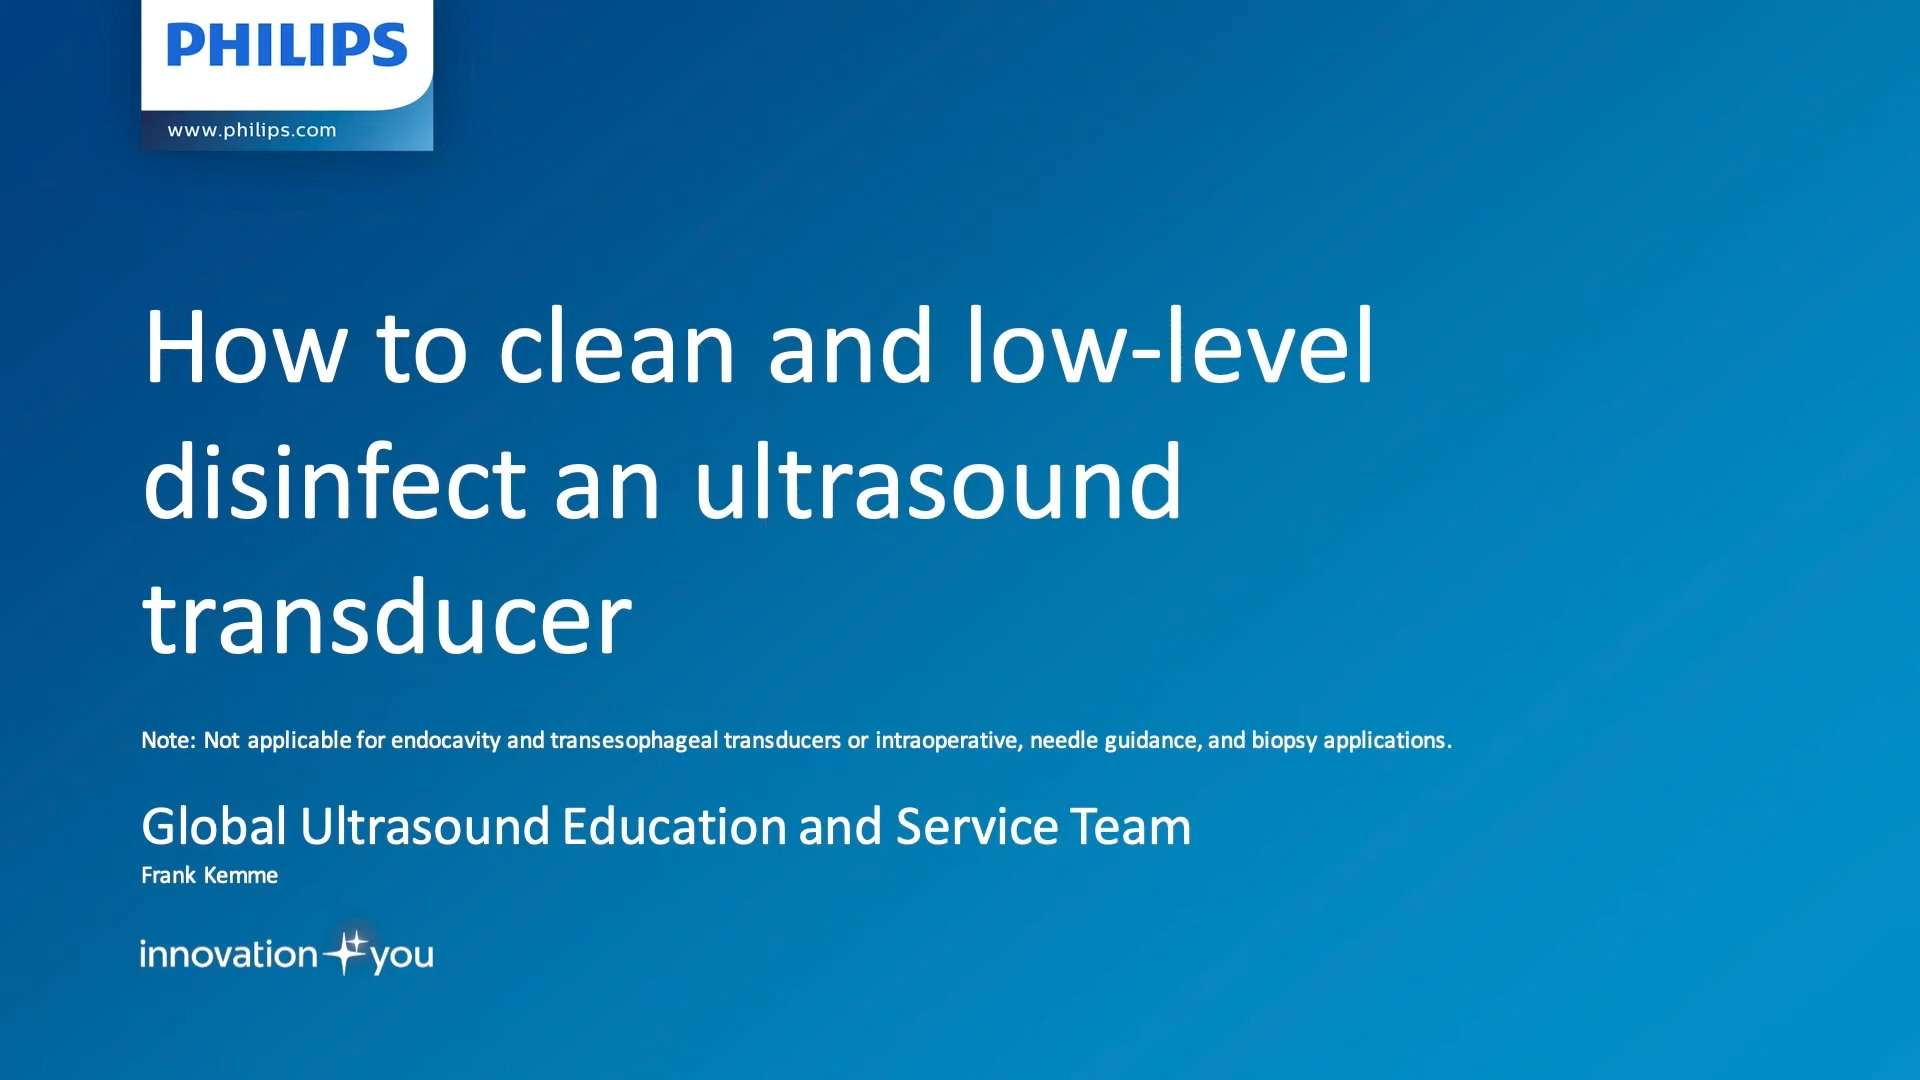 PHILIPS
www.philips.com
How to clean and low-level
disinfect an ultrasound
transducer
Note: Not applicable for endocavity and transesophageal transducers or intraoperative, needle guidance, and biopsy applications.
Global Ultrasound Education and Service Team
Frank Kemme
innovation you